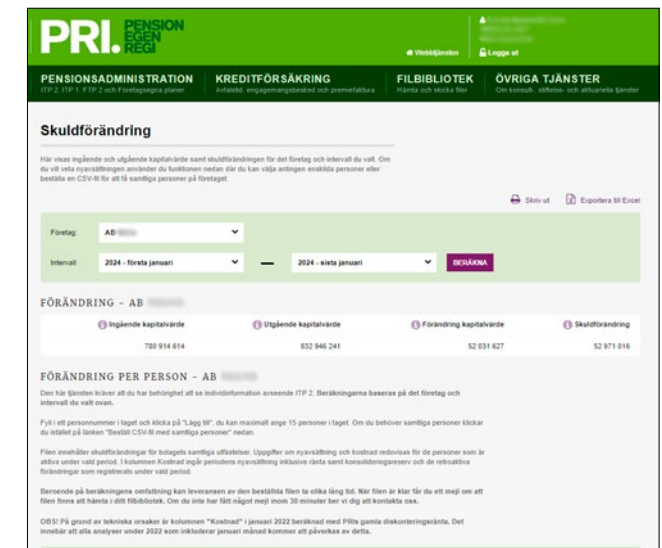 PRI. PENSION
EGEN
REGI
Webbtjänsten
Logga ut
PENSIONSADMINISTRATION
ITP 2, ITP 1, FTP 2 och Företagsegna planer
KREDITFÖRSÄKRING
Avtalstid, engagemangsbesked och premiefaktura
FILBIBLIOTEK
Hämta och skicka filer
ÖVRIGA TJÄNSTER
Om konsult-, stiftelse- och aktuariella tjänster
Skuldförändring
Här visas ingående och utgående kapitalvärde samt skuldförändringen för det företag och intervall du valt. Om
du vill veta nyavsättningen använder du funktionen nedan där du kan välja antingen enskilda personer eller
beställa en CSV-fil för att få samtliga personer på företaget.
Skriv ut
Exportera till Excel
Företag: AB
Intervall: 2024 - första januari — 2024 - sista januari BERÄKNA
FÖRÄNDRING - AB
Ingående kapitalvärde Utgående kapitalvärde Förändring kapitalvärde Skuldförändring
780 914 614 832 946 241 52 031 627 52 971 016
FÖRÄNDRING PER PERSON - AB
Den här tjänsten kräver att du har behörighet att se individinformation avseende ITP 2. Beräkningarna baseras på det företag och
intervall du valt ovan.
Fyll i ett personnummer i taget och klicka på "Lägg till", du kan maximalt ange 15 personer i taget. Om du behöver samtliga personer klickar
du istället på länken "Beställ CSV-fil med samtliga personer" nedan.
Filen innehåller skuldförändringar för bolagets samtliga utfästelser. Uppgifter om nyavsättning och kostnad redovisas för de personer som är
aktiva under vald period. I kolumnen Kostnad ingår periodens nyavsättning inklusive ränta samt konsolideringsreserv och de retroaktiva
förändringar som registrerats under vald period.
Beroende på beräkningens omfattning kan leveransen av den beställda filen ta olika lång tid. När filen är klar får du ett mejl om att
filen finns att hämta i ditt filbibliotek. Om du inte har fått något mejl inom 30 minuter ber vi dig att kontakta oss.
OBS! På grund av tekniska orsaker är kolumnen "Kostnad" i januari 2022 beräknad med PRIs gamla diskonteringsränta. Det
innebär att alla analyser under 2022 som inkluderar januari månad kommer att påverkas av detta.